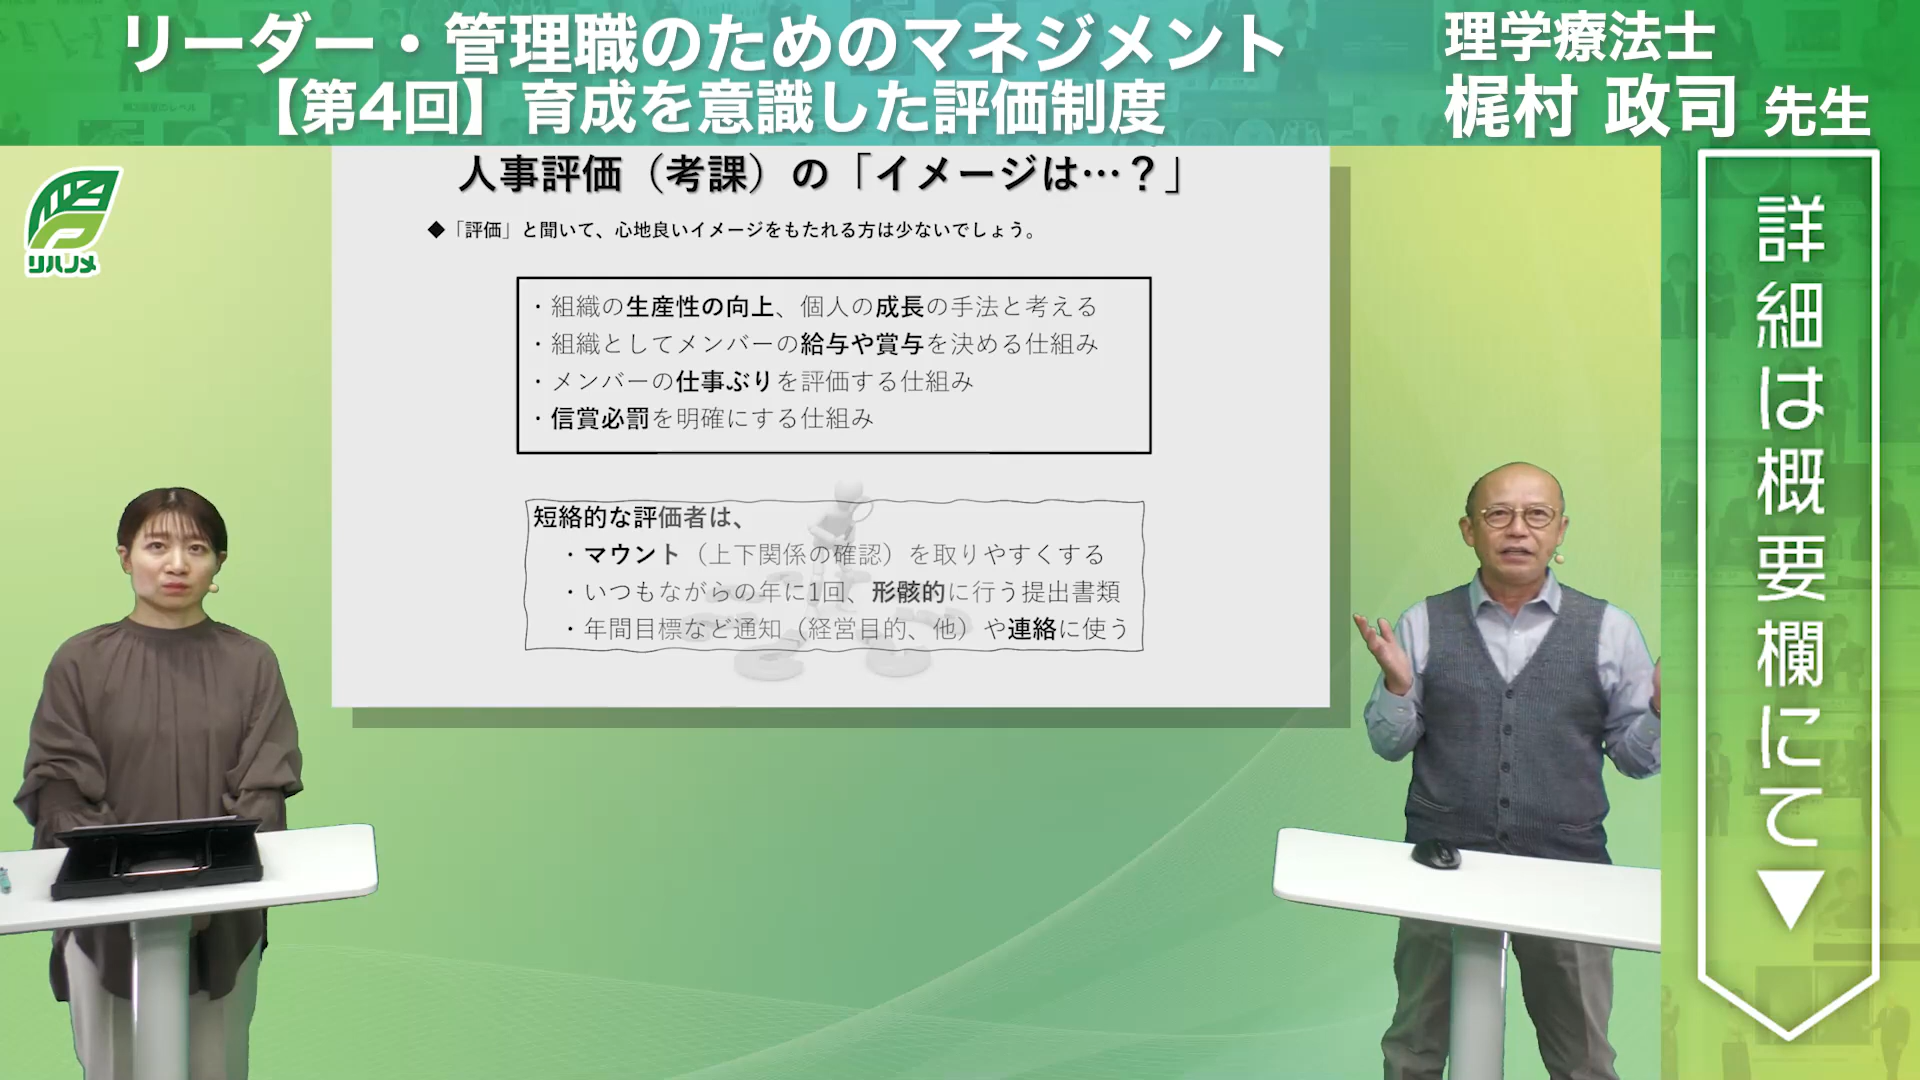 リーダー・管理職のためのマネジメント
【第4回】育成を意識した評価制度
理学療法士
梶村 政司 先生
リハノメ
人事評価（考課）の「イメージは…？」
◆「評価」と聞いて、心地良いイメージをもたれる方は少ないでしょう。
・組織の生産性の向上、個人の成長の手法と考える
・組織としてメンバーの給与や賞与を決める仕組み
・メンバーの仕事ぶりを評価する仕組み
・信賞必罰を明確にする仕組み
短絡的な評価者は、
・マウント（上下関係の確認）を取りやすくする
・いつもながらの年に1回、形骸的に行う提出書類
・年間目標など通知（経営目的、他）や連絡に使う
詳細は概要欄にて▼